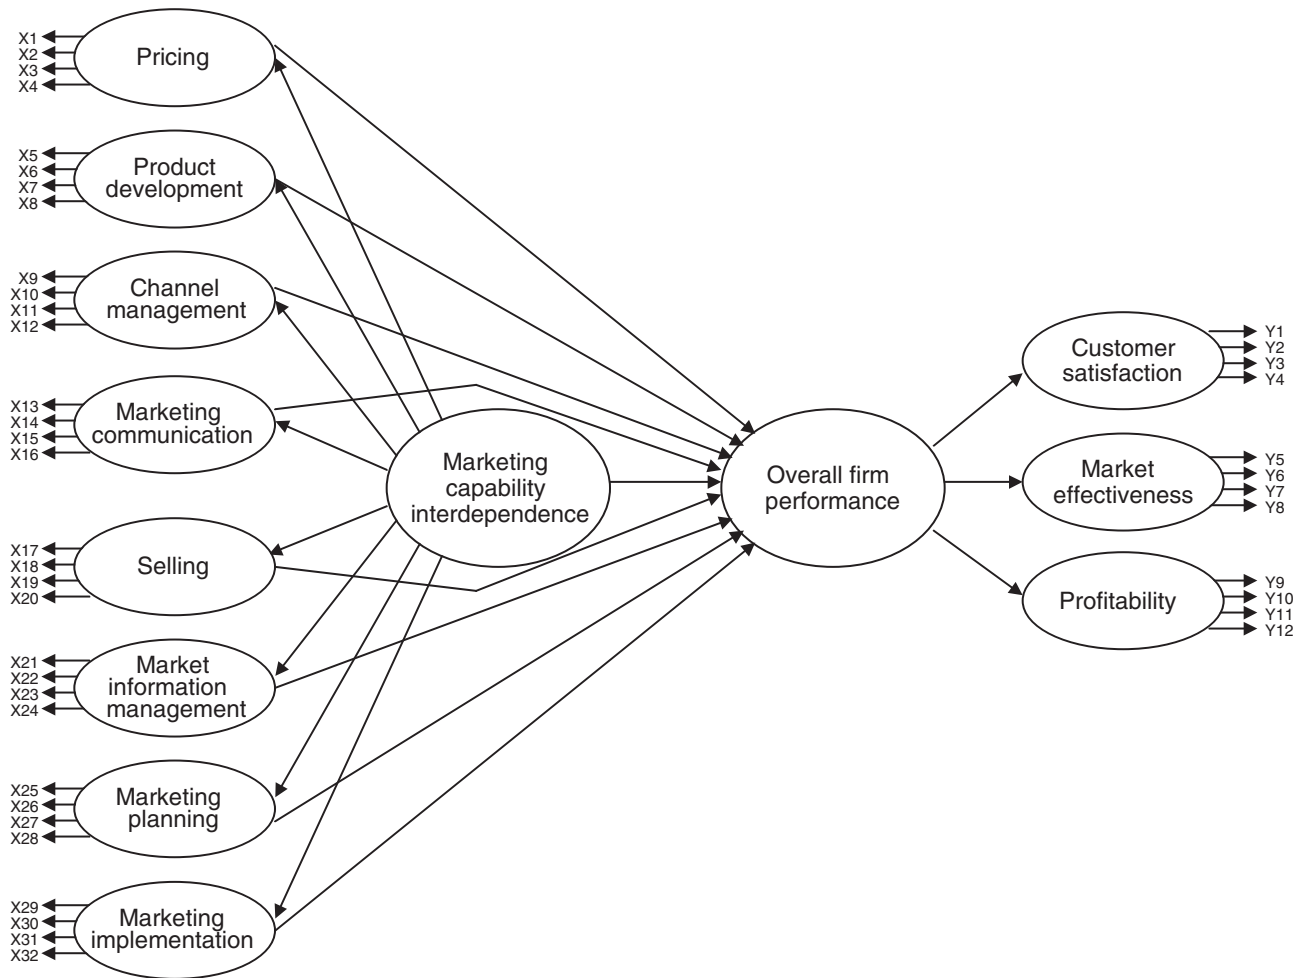 X1
X2
X3
X4
Pricing
X5
X6
X7
X8
Product
development
X9
X10
X11
X12
Channel
management
X13
X14
X15
X16
Marketing
communication
X17
X18
X19
X20
Selling
X21
X22
X23
X24
Market
information
management
X25
X26
X27
X28
Marketing
planning
X29
X30
X31
X32
Marketing
implementation
Marketing
capability
interdependence
Overall firm
performance
Customer
satisfaction
Y1
Y2
Y3
Y4
Market
effectiveness
Y5
Y6
Y7
Y8
Profitability
Y9
Y10
Y11
Y12